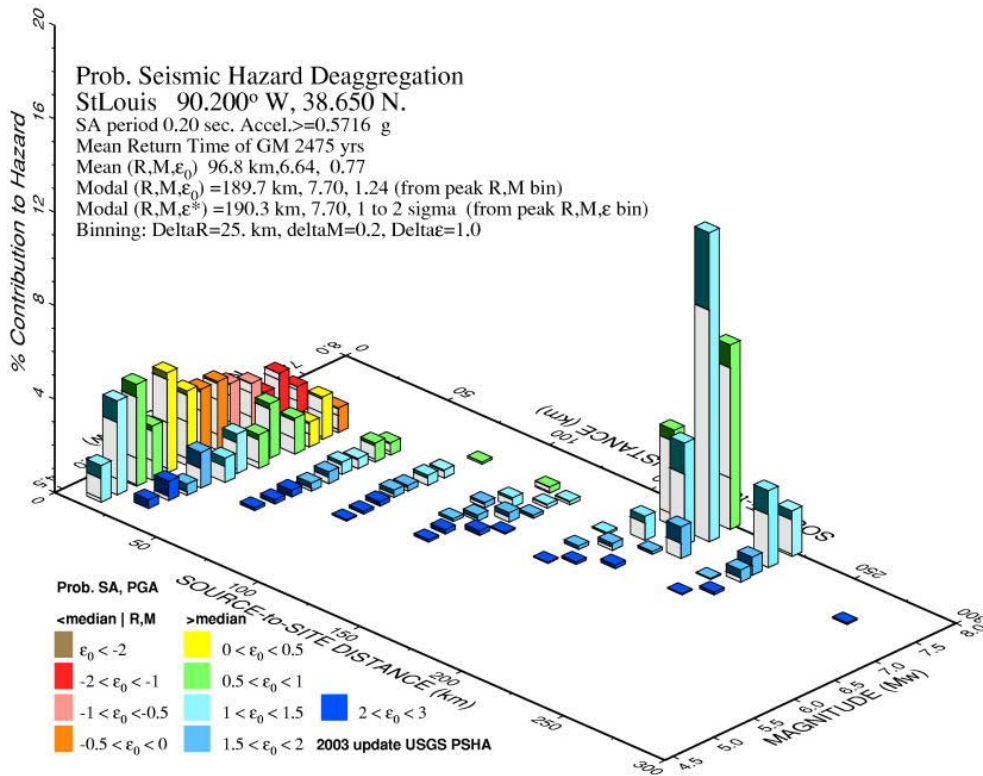 20
16
12
8
4
0
% Contribution to Hazard
Prob. Seismic Hazard Deaggregation
StLouis 90.200° W, 38.650 N.
SA period 0.20 sec. Accel.>=0.5716 g
Mean Return Time of GM 2475 yrs
Mean (R,M,ε₀) 96.8 km,6.64, 0.77
Modal (R,M,ε₀) =189.7 km, 7.70, 1.24 (from peak R,M bin)
Modal (R,M,ε*) =190.3 km, 7.70, 1 to 2 sigma (from peak R,M,ε bin)
Binning: DeltaR=25. km, deltaM=0.2, Deltaε=1.0
8.0
0
50
100
250
300
50
100
150
200
250
300
SOURCE-to-SITE DISTANCE (km)
4.5
5.0
5.5
6.0
6.5
7.0
7.5
8.0
MAGNITUDE (Mw)
Prob. SA, PGA
<median | R,M >median
ε₀ < -2
-2 < ε₀ < -1
-1 < ε₀ <-0.5
-0.5 < ε₀ < 0
0 < ε₀ < 0.5
0.5 < ε₀ < 1
1 < ε₀ < 1.5
1.5 < ε₀ < 2
2 < ε₀ < 3
2003 update USGS PSHA